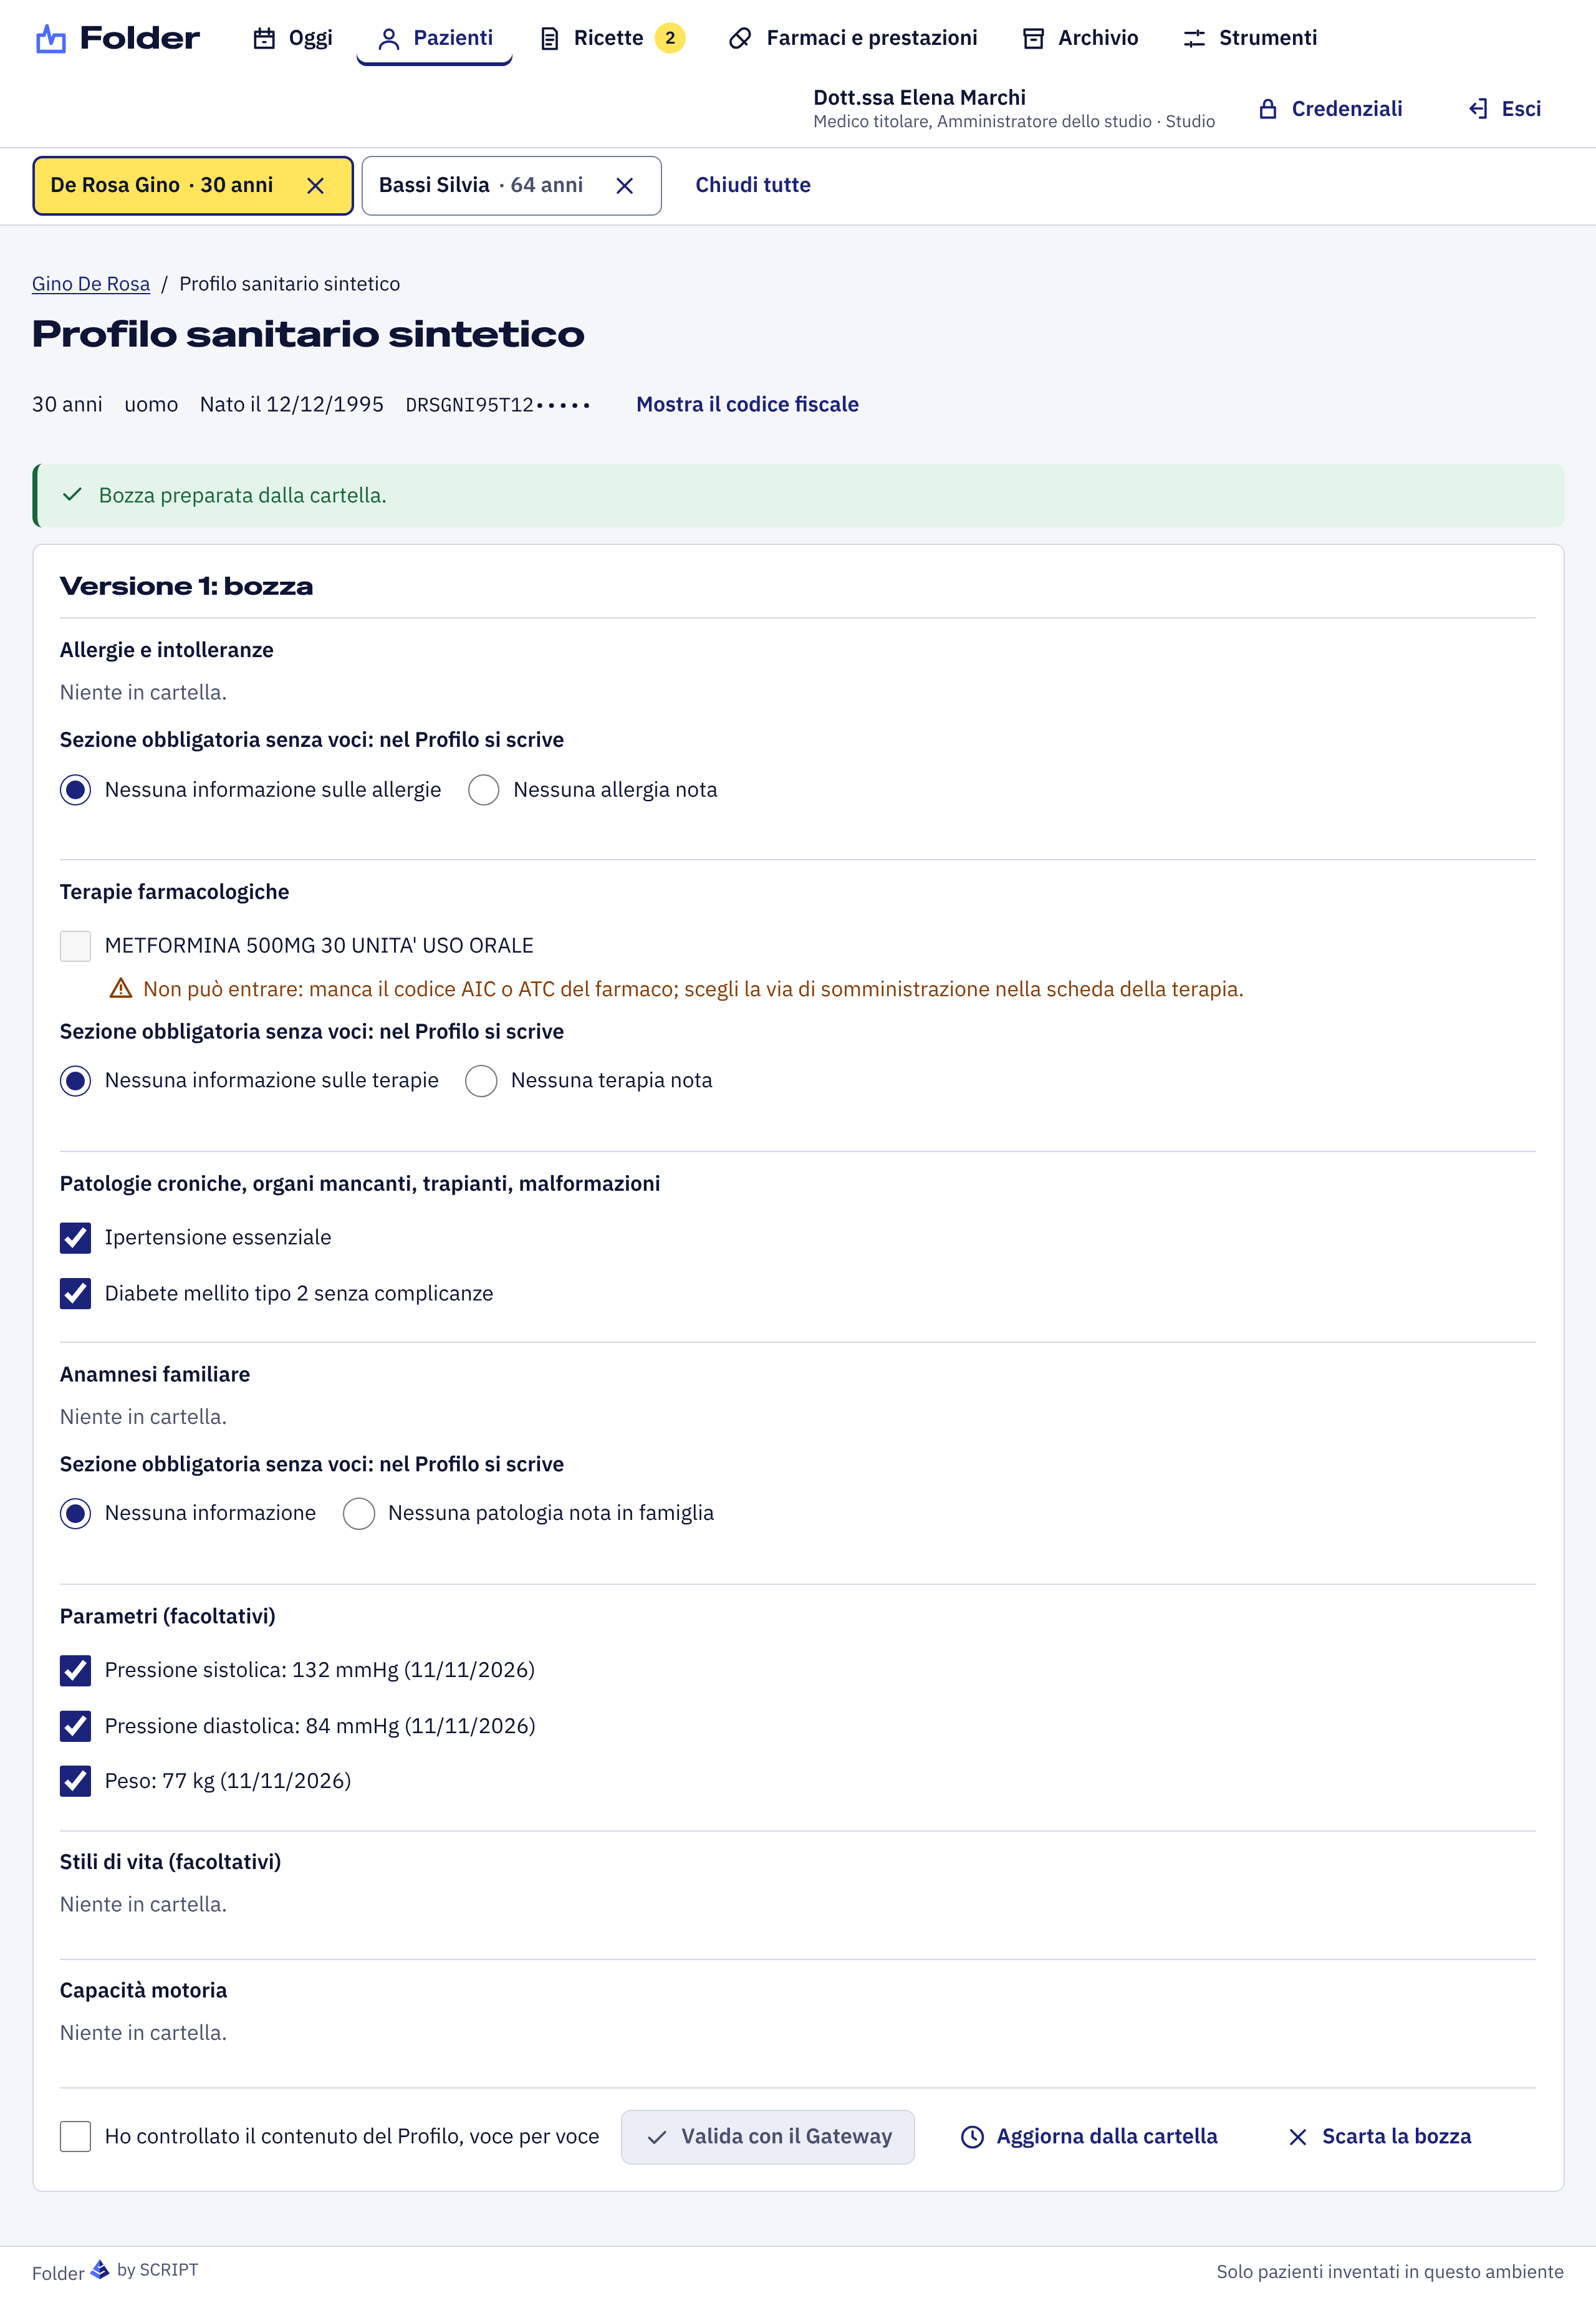 Folder Oggi Pazienti Ricette 2 Farmaci e prestazioni Archivio Strumenti
Dott.ssa Elena Marchi
Medico titolare, Amministratore dello studio · Studio
Credenziali Esci
De Rosa Gino · 30 anni Bassi Silvia · 64 anni Chiudi tutte
Gino De Rosa / Profilo sanitario sintetico
Profilo sanitario sintetico
30 anni uomo Nato il 12/12/1995 DRSGNI95T12••••• Mostra il codice fiscale
Bozza preparata dalla cartella.
Versione 1: bozza
Allergie e intolleranze
Niente in cartella.
Sezione obbligatoria senza voci: nel Profilo si scrive
Nessuna informazione sulle allergie Nessuna allergia nota
Terapie farmacologiche
METFORMINA 500MG 30 UNITA' USO ORALE
Non può entrare: manca il codice AIC o ATC del farmaco; scegli la via di somministrazione nella scheda della terapia.
Sezione obbligatoria senza voci: nel Profilo si scrive
Nessuna informazione sulle terapie Nessuna terapia nota
Patologie croniche, organi mancanti, trapianti, malformazioni
Ipertensione essenziale
Diabete mellito tipo 2 senza complicanze
Anamnesi familiare
Niente in cartella.
Sezione obbligatoria senza voci: nel Profilo si scrive
Nessuna informazione Nessuna patologia nota in famiglia
Parametri (facoltativi)
Pressione sistolica: 132 mmHg (11/11/2026)
Pressione diastolica: 84 mmHg (11/11/2026)
Peso: 77 kg (11/11/2026)
Stili di vita (facoltativi)
Niente in cartella.
Capacità motoria
Niente in cartella.
Ho controllato il contenuto del Profilo, voce per voce Valida con il Gateway Aggiorna dalla cartella Scarta la bozza
Folder by SCRIPT Solo pazienti inventati in questo ambiente